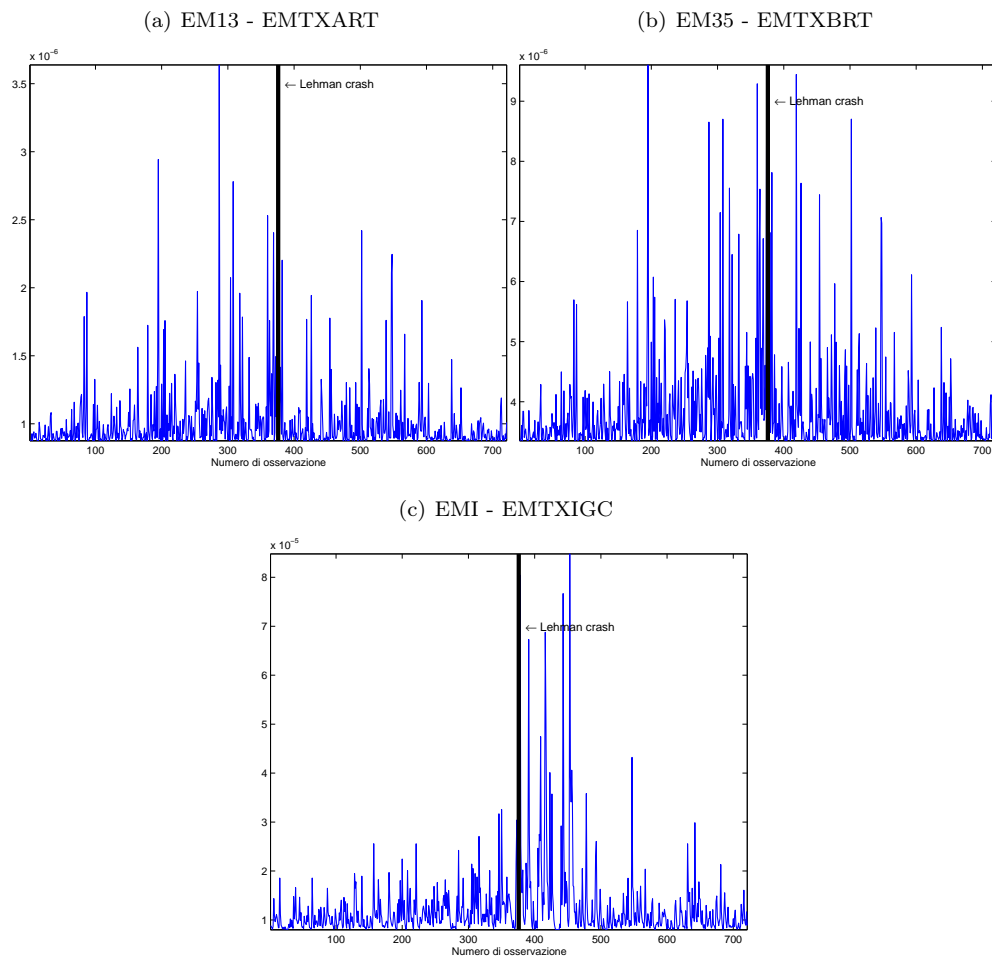 (a) EM13 - EMTXART
x 10⁻⁶
3.5
3
2.5
2
1.5
1
← Lehman crash
100 200 300 400 500 600 700
Numero di osservazione
(b) EM35 - EMTXBRT
x 10⁻⁶
9
8
7
6
5
4
← Lehman crash
100 200 300 400 500 600 700
Numero di osservazione
(c) EMI - EMTXIGC
x 10⁻⁵
8
7
6
5
4
3
2
1
← Lehman crash
100 200 300 400 500 600 700
Numero di osservazione